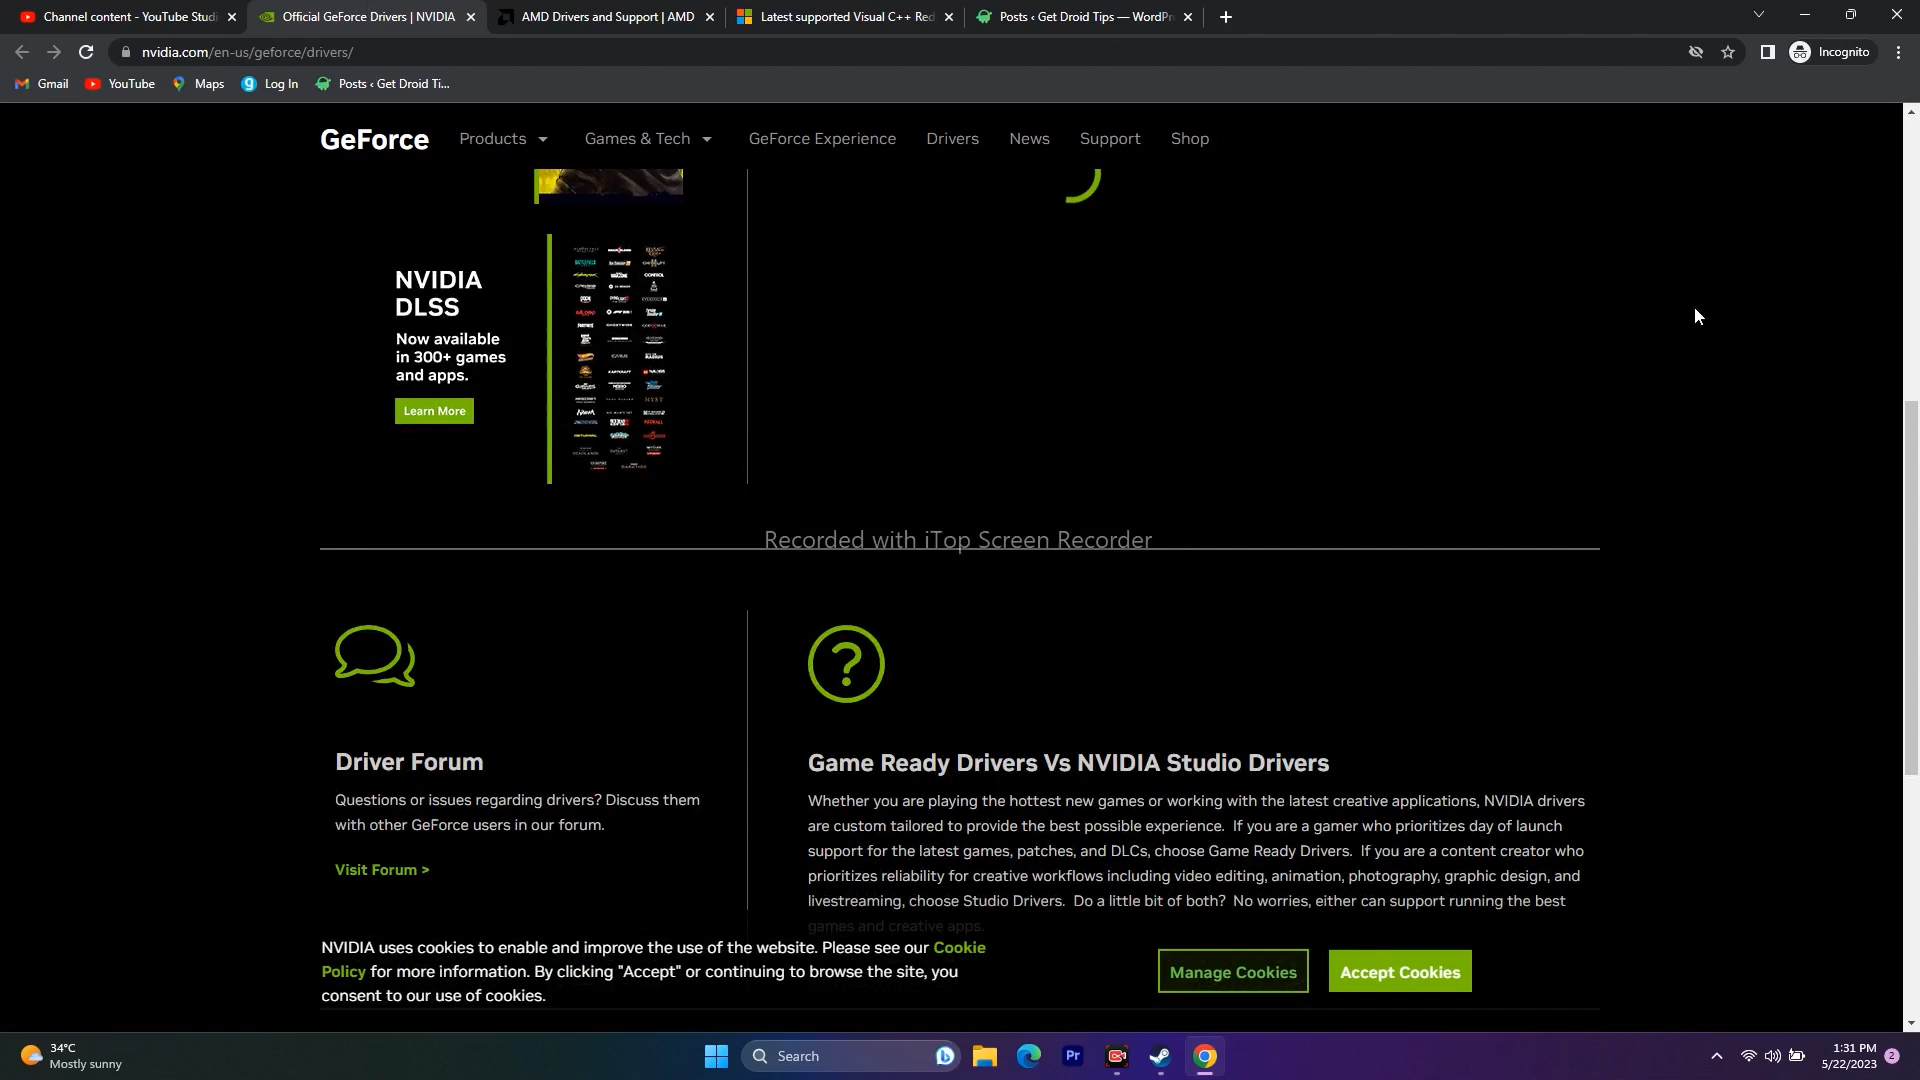 Channel content - YouTube Studi
Official GeForce Drivers | NVIDIA
AMD Drivers and Support | AMD
Latest supported Visual C++ Red
Posts ‹ Get Droid Tips — WordPr
nvidia.com/en-us/geforce/drivers/
Incognito
Gmail
YouTube
Maps
Log In
Posts ‹ Get Droid Ti...
GeForce
Products
Games & Tech
GeForce Experience
Drivers
News
Support
Shop
NVIDIA
DLSS
Now available
in 300+ games
and apps.
Learn More
CONTROL
Recorded with iTop Screen Recorder
Driver Forum
Questions or issues regarding drivers? Discuss them
with other GeForce users in our forum.
Visit Forum >
Game Ready Drivers Vs NVIDIA Studio Drivers
Whether you are playing the hottest new games or working with the latest creative applications, NVIDIA drivers
are custom tailored to provide the best possible experience. If you are a gamer who prioritizes day of launch
support for the latest games, patches, and DLCs, choose Game Ready Drivers. If you are a content creator who
prioritizes reliability for creative workflows including video editing, animation, photography, graphic design, and
livestreaming, choose Studio Drivers. Do a little bit of both? No worries, either can support running the best
games and creative apps.
NVIDIA uses cookies to enable and improve the use of the website. Please see our Cookie
Policy for more information. By clicking "Accept" or continuing to browse the site, you
consent to our use of cookies.
Manage Cookies
Accept Cookies
34°C
Mostly sunny
Search
Pr
1:31 PM
5/22/2023
2